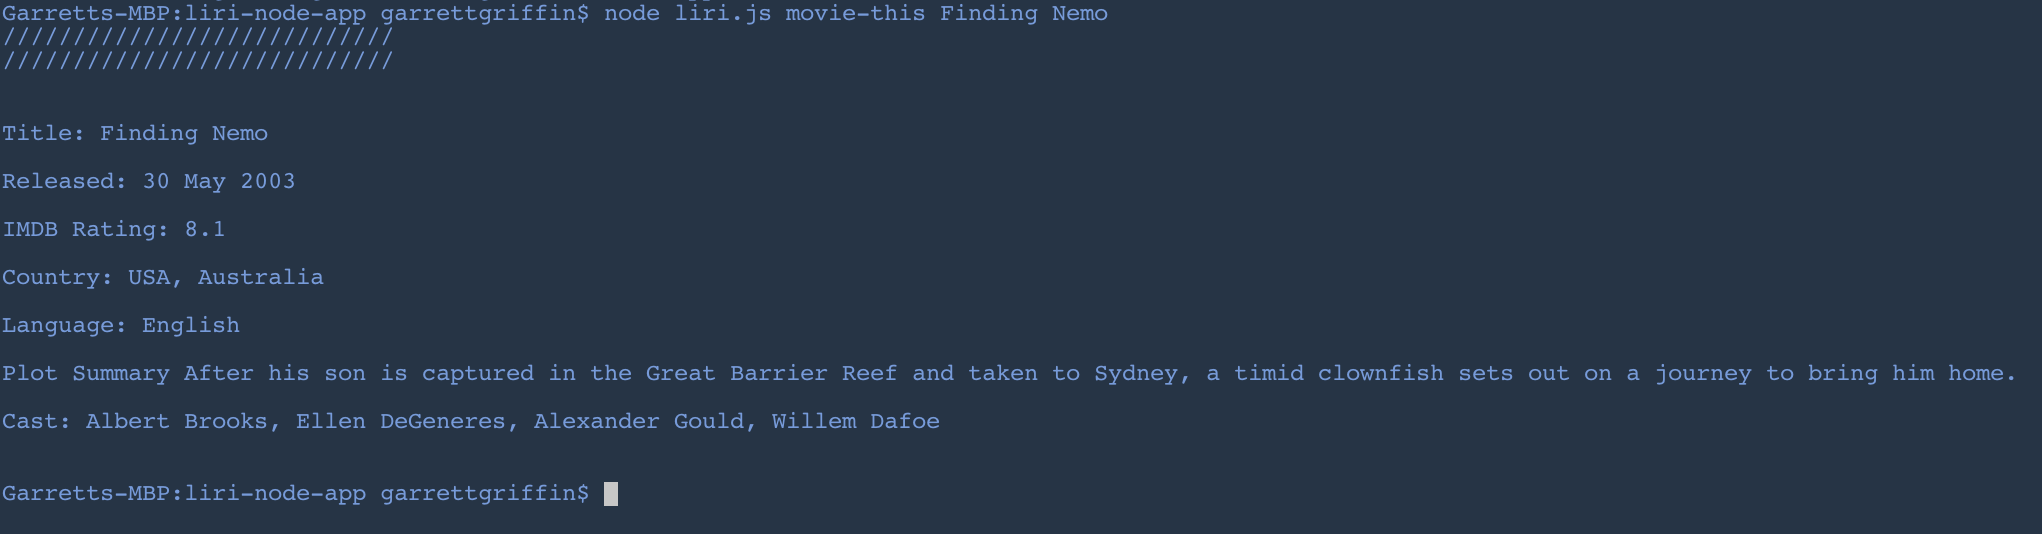 Garretts-MBP:liri-node-app garrettgriffin$ node liri.js movie-this Finding Nemo
////////////////////////////
////////////////////////////
Title: Finding Nemo
Released: 30 May 2003
IMDB Rating: 8.1
Country: USA, Australia
Language: English
Plot Summary After his son is captured in the Great Barrier Reef and taken to Sydney, a timid clownfish sets out on a journey to bring him home.
Cast: Albert Brooks, Ellen DeGeneres, Alexander Gould, Willem Dafoe
Garretts-MBP:liri-node-app garrettgriffin$